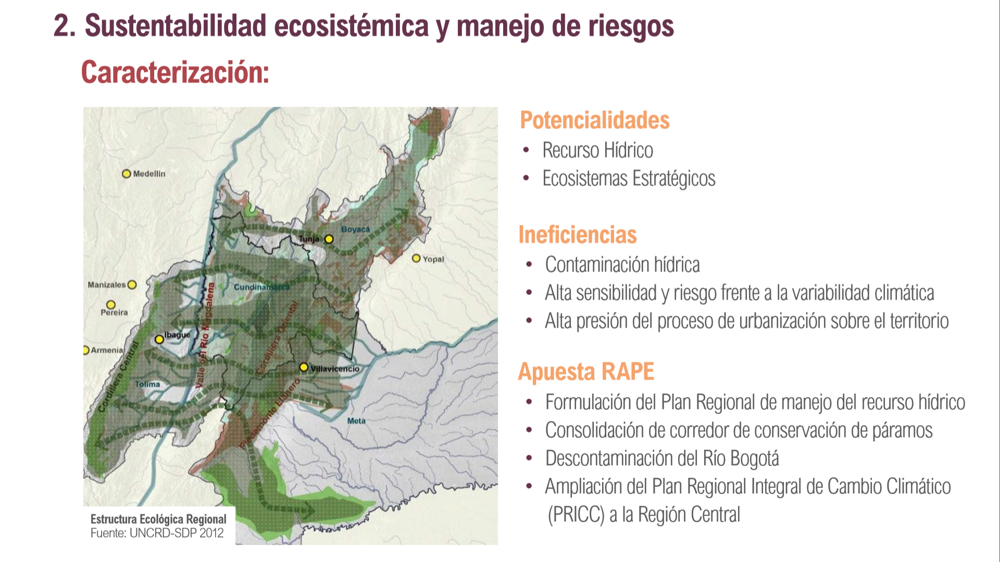 2. Sustentabilidad ecosistémica y manejo de riesgos
Caracterización:
Medellin
Boyacá
Tunja
Yopal
Manizales
Cundinamarca
Pereira
Valle del Río Magdalena
Cordillera Oriental
Ibague
Armenia
Cordillera Central
Villavicencio
Tolima
Piedemonte Llanero
Meta
Estructura Ecológica Regional
Fuente: UNCRD-SDP 2012
Potencialidades
• Recurso Hídrico
• Ecosistemas Estratégicos
Ineficiencias
• Contaminación hídrica
• Alta sensibilidad y riesgo frente a la variabilidad climática
• Alta presión del proceso de urbanización sobre el territorio
Apuesta RAPE
• Formulación del Plan Regional de manejo del recurso hídrico
• Consolidación de corredor de conservación de páramos
• Descontaminación del Río Bogotá
• Ampliación del Plan Regional Integral de Cambio Climático
(PRICC) a la Región Central